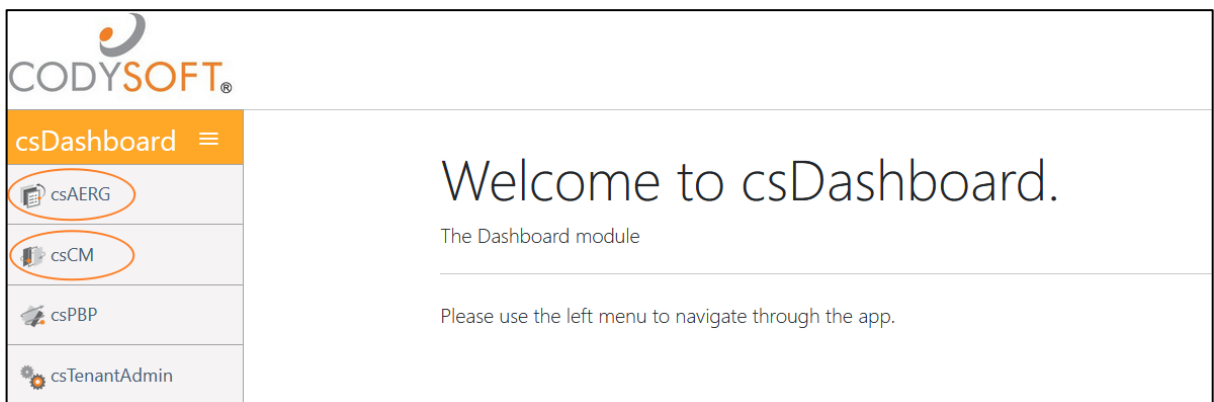 CODYSOFT®
csDashboard
csAERG
csCM
csPBP
csTenantAdmin
Welcome to csDashboard.
The Dashboard module
Please use the left menu to navigate through the app.